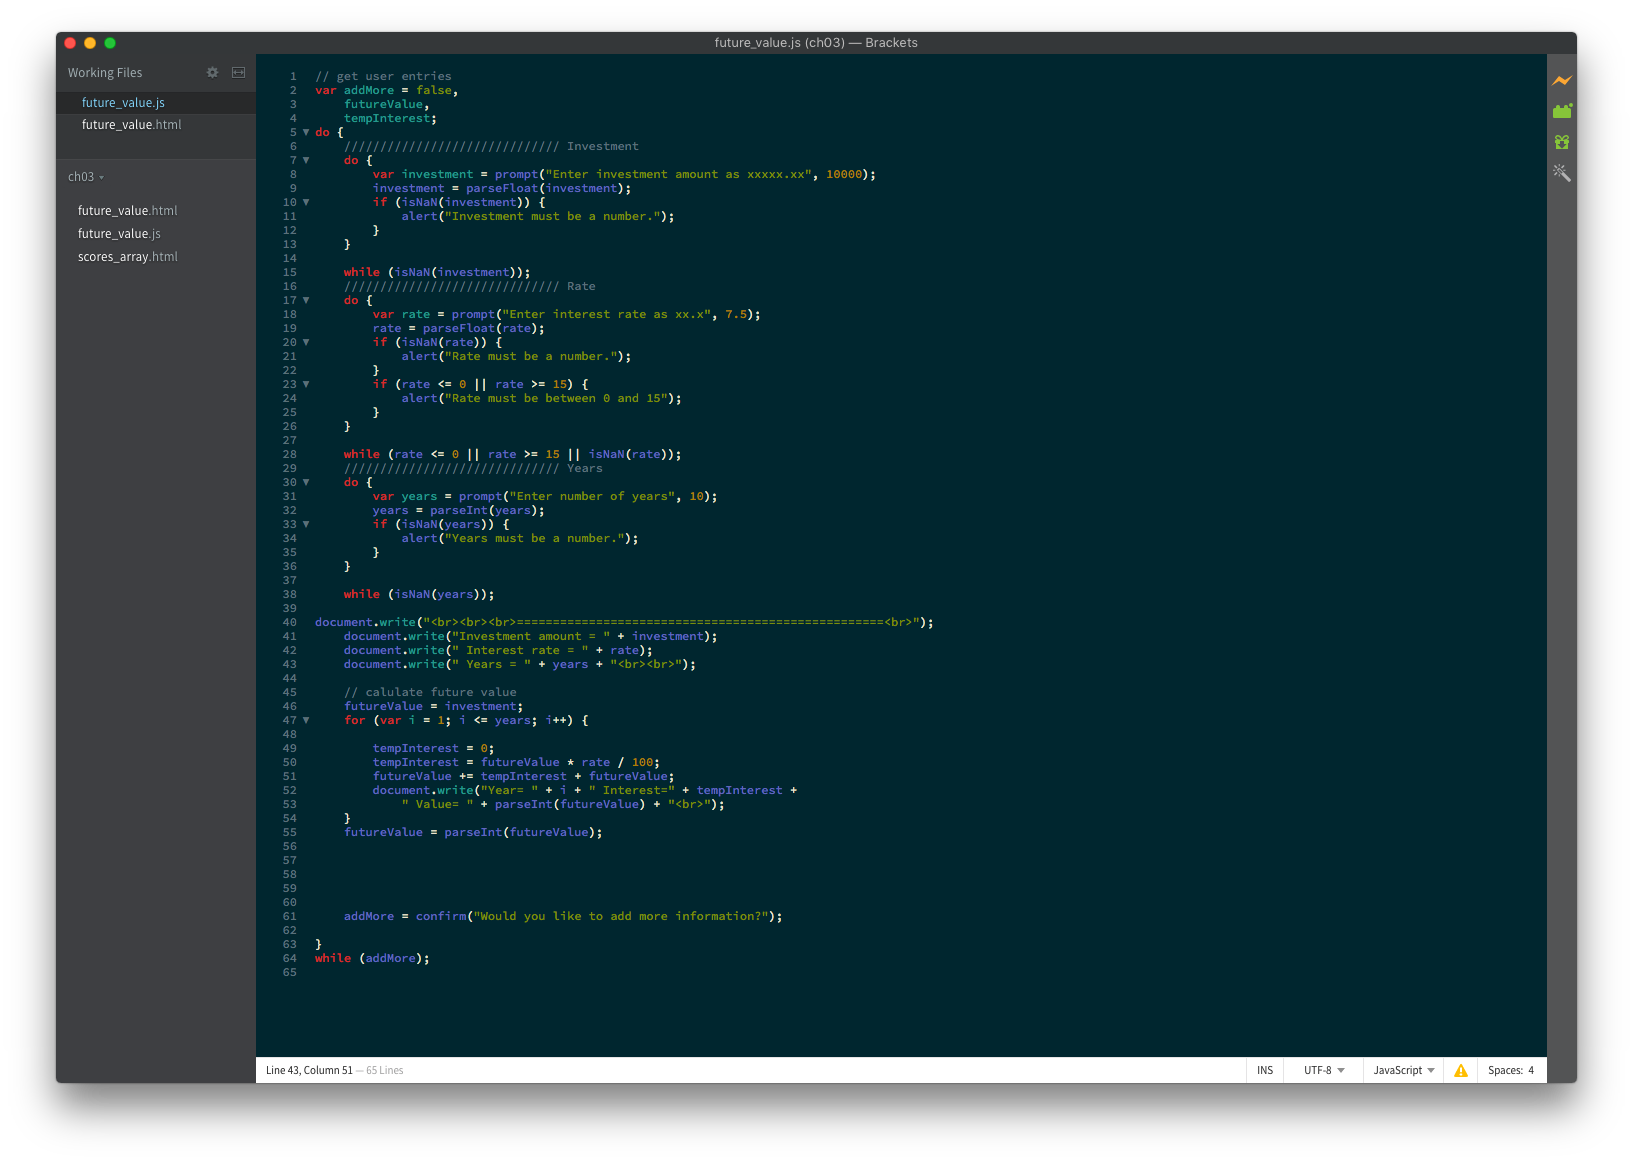 future_value.js (ch03) — Brackets
Working Files
future_value.js
future_value.html
ch03
future_value.html
future_value.js
scores_array.html
1 // get user entries
2 var addMore = false,
3     futureValue,
4     tempInterest;
5 do {
6     ////////////////////////////// Investment
7     do {
8         var investment = prompt("Enter investment amount as xxxxx.xx", 10000);
9         investment = parseFloat(investment);
10         if (isNaN(investment)) {
11             alert("Investment must be a number.");
12         }
13     }
14
15     while (isNaN(investment));
16     ////////////////////////////// Rate
17     do {
18         var rate = prompt("Enter interest rate as xx.x", 7.5);
19         rate = parseFloat(rate);
20         if (isNaN(rate)) {
21             alert("Rate must be a number.");
22         }
23         if (rate <= 0 || rate >= 15) {
24             alert("Rate must be between 0 and 15");
25         }
26     }
27
28     while (rate <= 0 || rate >= 15 || isNaN(rate));
29     ////////////////////////////// Years
30     do {
31         var years = prompt("Enter number of years", 10);
32         years = parseInt(years);
33         if (isNaN(years)) {
34             alert("Years must be a number.");
35         }
36     }
37
38     while (isNaN(years));
39
40 document.write("<br><br><br>===================================================<br>");
41     document.write("Investment amount = " + investment);
42     document.write(" Interest rate = " + rate);
43     document.write(" Years = " + years + "<br><br>");
44
45     // calulate future value
46     futureValue = investment;
47     for (var i = 1; i <= years; i++) {
48
49         tempInterest = 0;
50         tempInterest = futureValue * rate / 100;
51         futureValue += tempInterest + futureValue;
52         document.write("Year= " + i + " Interest=" + tempInterest +
53             " Value= " + parseInt(futureValue) + "<br>");
54     }
55     futureValue = parseInt(futureValue);
56
57
58
59
60
61     addMore = confirm("Would you like to add more information?");
62
63 }
64 while (addMore);
65
Line 43, Column 51 — 65 Lines
INS
UTF-8
JavaScript
Spaces: 4